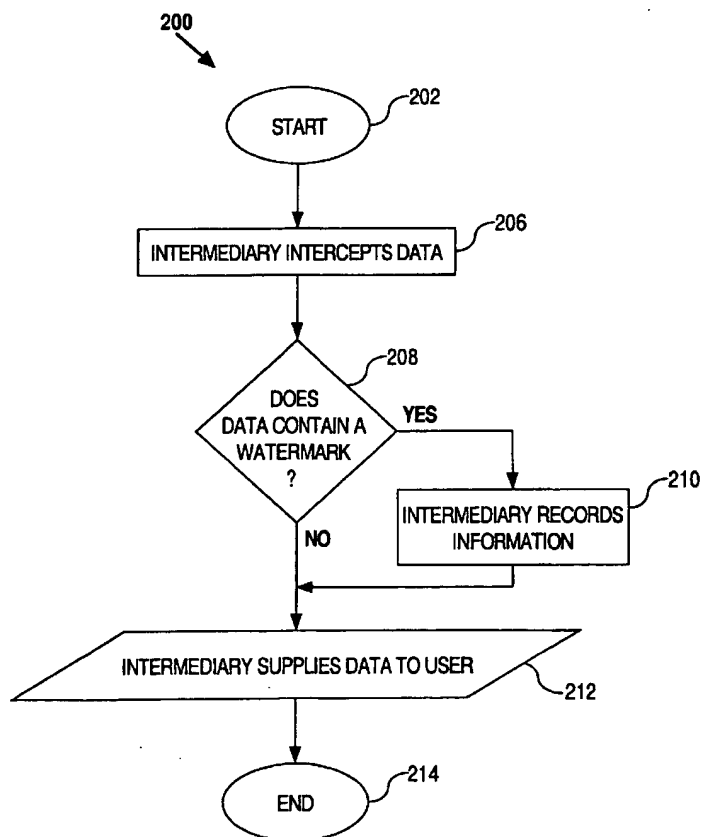 200
START
202
INTERMEDIARY INTERCEPTS DATA
206
DOES
DATA CONTAIN A
WATERMARK
?
208
YES
INTERMEDIARY RECORDS
INFORMATION
210
NO
INTERMEDIARY SUPPLIES DATA TO USER
212
END
214